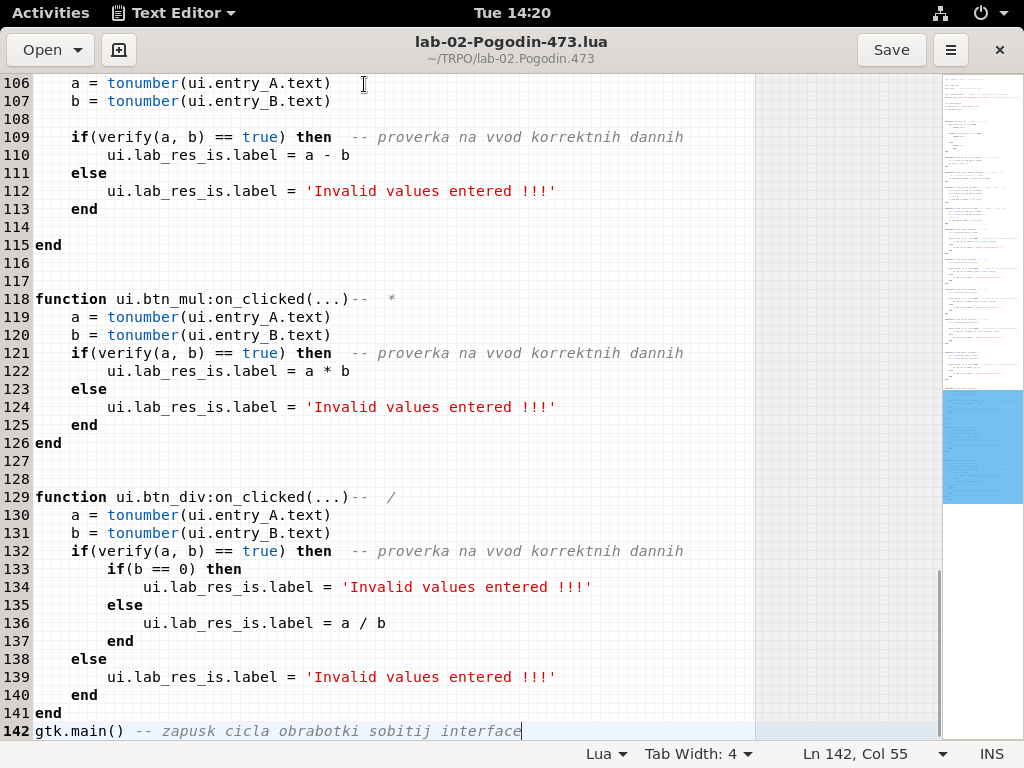 Activities Text Editor Tue 14:20
Open lab-02-Pogodin-473.lua Save
~/TRPO/lab-02.Pogodin.473
106 a = tonumber(ui.entry_A.text)
107 b = tonumber(ui.entry_B.text)
108
109 if(verify(a, b) == true) then -- proverka na vvod korrektnih dannih
110 ui.lab_res_is.label = a - b
111 else
112 ui.lab_res_is.label = 'Invalid values entered !!!'
113 end
114
115 end
116
117
118 function ui.btn_mul:on_clicked(...)-- *
119 a = tonumber(ui.entry_A.text)
120 b = tonumber(ui.entry_B.text)
121 if(verify(a, b) == true) then -- proverka na vvod korrektnih dannih
122 ui.lab_res_is.label = a * b
123 else
124 ui.lab_res_is.label = 'Invalid values entered !!!'
125 end
126 end
127
128
129 function ui.btn_div:on_clicked(...)-- /
130 a = tonumber(ui.entry_A.text)
131 b = tonumber(ui.entry_B.text)
132 if(verify(a, b) == true) then -- proverka na vvod korrektnih dannih
133 if(b == 0) then
134 ui.lab_res_is.label = 'Invalid values entered !!!'
135 else
136 ui.lab_res_is.label = a / b
137 end
138 else
139 ui.lab_res_is.label = 'Invalid values entered !!!'
140 end
141 end
142 gtk.main() -- zapusk cicla obrabotki sobitij interface
Lua Tab Width: 4 Ln 142, Col 55 INS